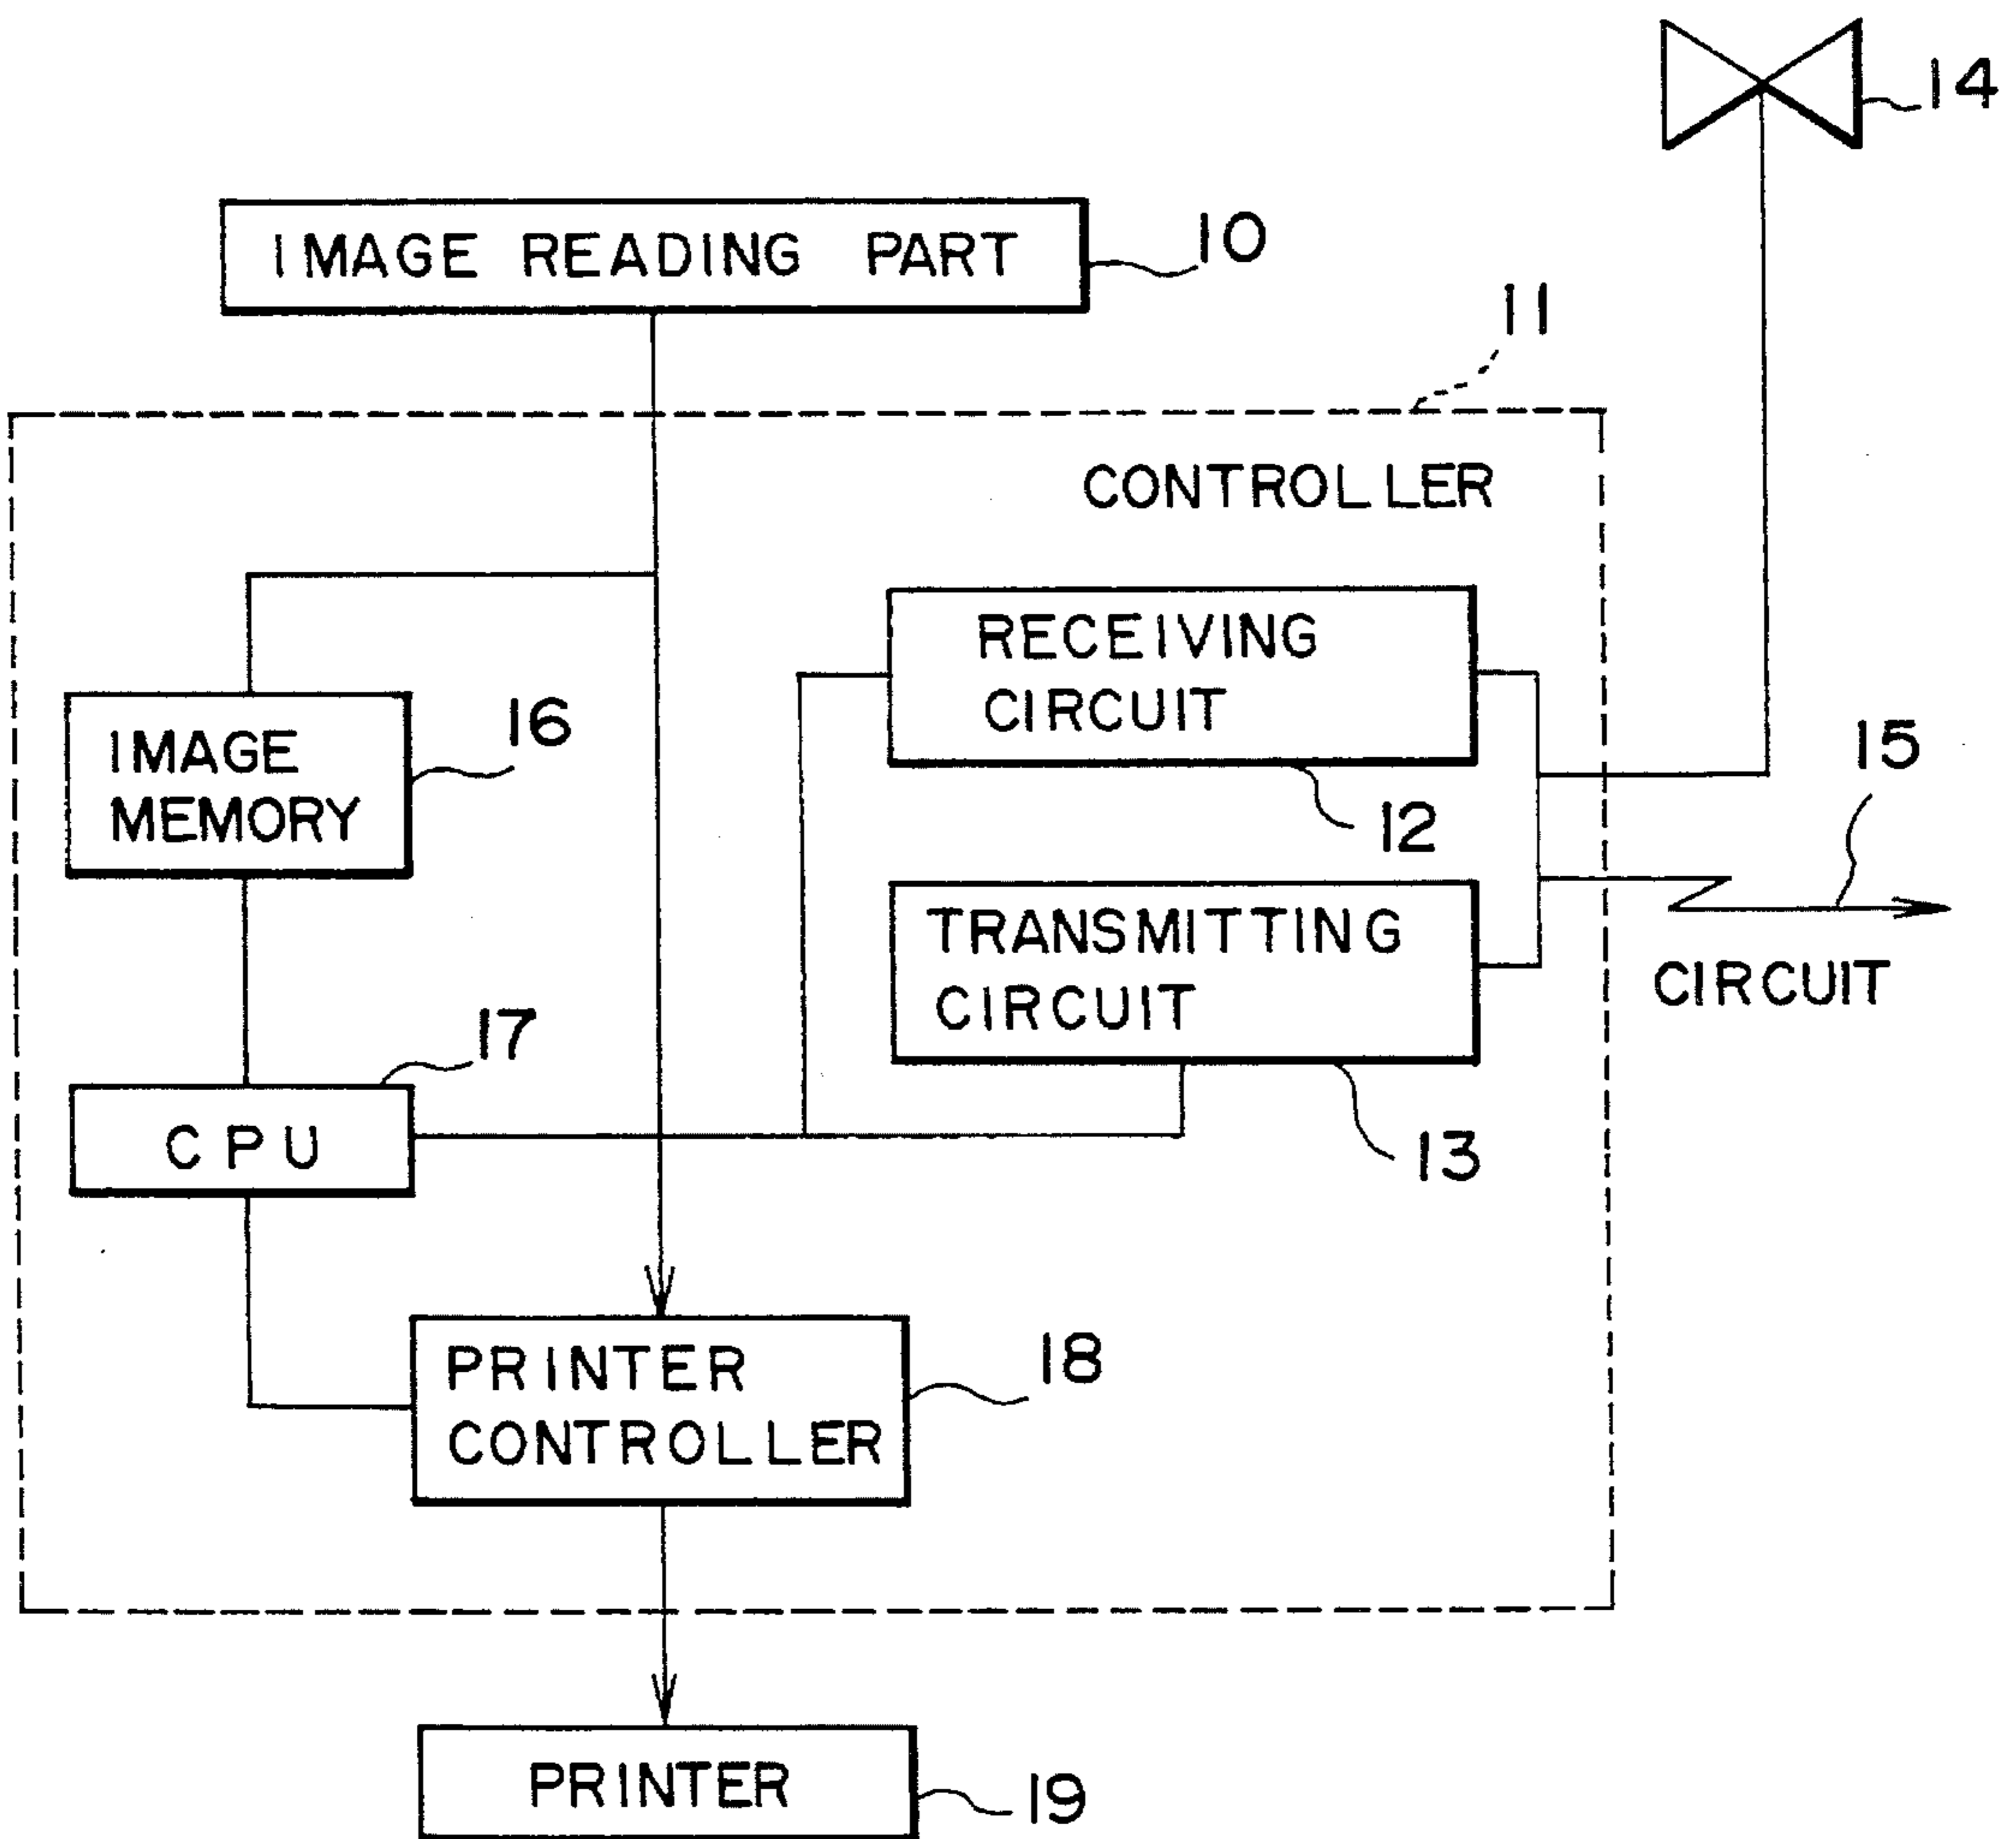 14
IMAGE READING PART
10
11
CONTROLLER
RECEIVING
CIRCUIT
12
IMAGE
MEMORY
16
15
TRANSMITTING
CIRCUIT
13
CIRCUIT
17
CPU
PRINTER
CONTROLLER
18
PRINTER
19